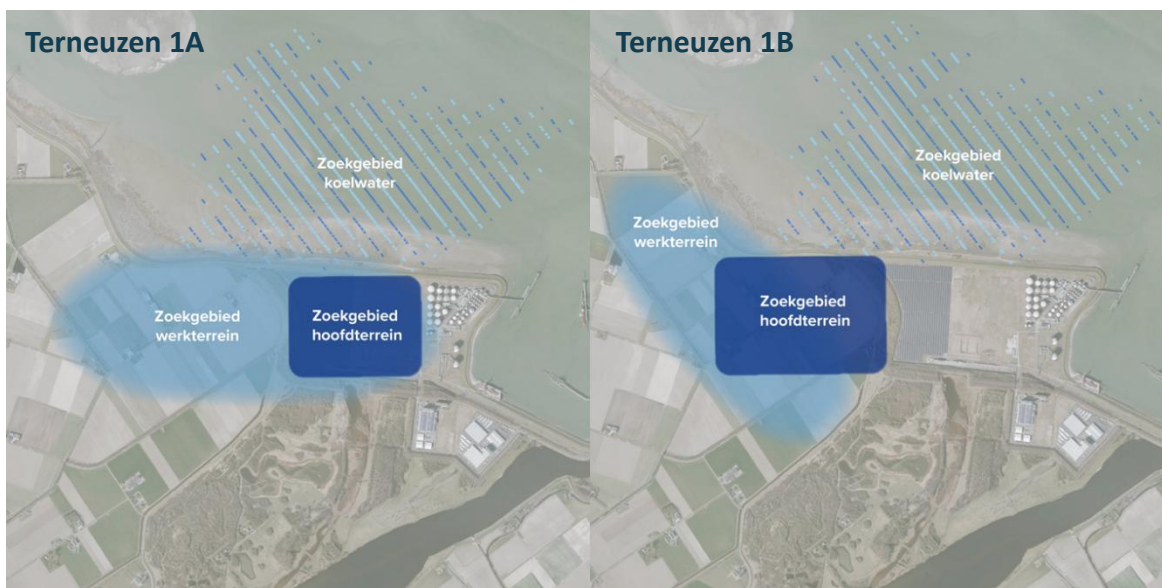 Terneuzen 1A
Zoekgebied
koelwater
Zoekgebied
werkterrein
Zoekgebied
hoofdterrein
Terneuzen 1B
Zoekgebied
koelwater
Zoekgebied
werkterrein
Zoekgebied
hoofdterrein